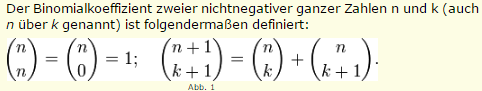 Der Binomialkoeffizient zweier nichtnegativer ganzer Zahlen n und k (auch
n über k genannt) ist folgendermaßen definiert:
(n n) = (n 0) = 1; (n + 1 k + 1) = (n k) + (n k + 1).
Abb. 1